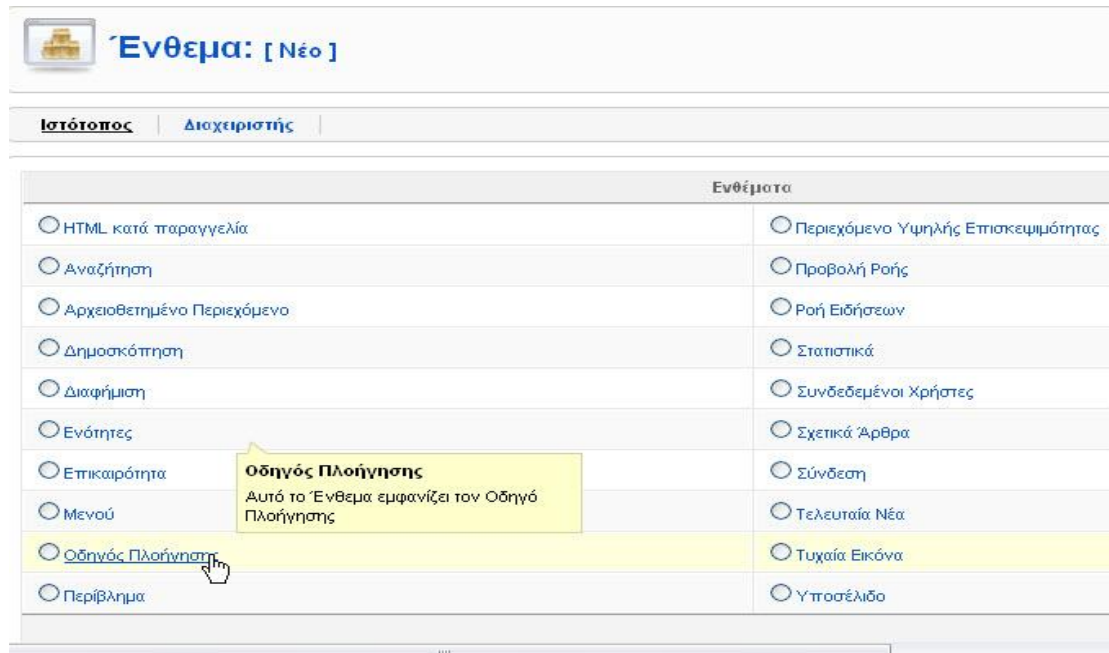 Ένθεμα: [ Νέο ]
Ιστότοπος Διαχειριστής
Ενθέματα
HTML κατά παραγγελία Περιεχόμενο Υψηλής Επισκεψιμότητας
Αναζήτηση Προβολή Ροής
Αρχειοθετημένο Περιεχόμενο Ροή Ειδήσεων
Δημοσκόπηση Στατιστικά
Διαφήμιση Συνδεδεμένοι Χρήστες
Ενότητες Σχετικά Άρθρα
Επικαιρότητα Σύνδεση
Μενού Τελευταία Νέα
Οδηγός Πλοήγησης Τυχαία Εικόνα
Περίβλημα Υποσέλιδο
Οδηγός Πλοήγησης
Αυτό το Ένθεμα εμφανίζει τον Οδηγό
Πλοήγησης